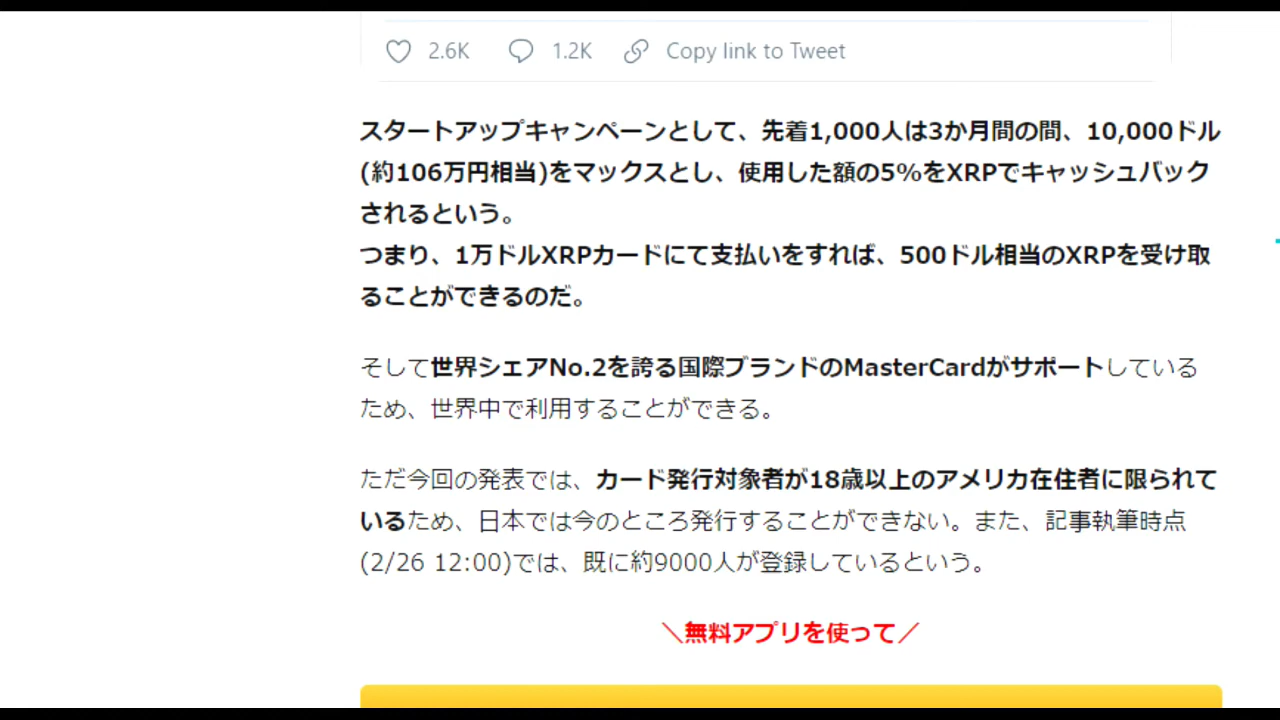 2.6K 1.2K Copy link to Tweet
スタートアップキャンペーンとして、先着1,000人は3か月間の間、10,000ドル
(約106万円相当)をマックスとし、使用した額の5%をXRPでキャッシュバック
されるという。
つまり、1万ドルXRPカードにて支払いをすれば、500ドル相当のXRPを受け取
ることができるのだ。
そして世界シェアNo.2を誇る国際ブランドのMasterCardがサポートしている
ため、世界中で利用することができる。
ただ今回の発表では、カード発行対象者が18歳以上のアメリカ在住者に限られて
いるため、日本では今のところ発行することができない。また、記事執筆時点
(2/26 12:00)では、既に約9000人が登録しているという。
＼無料アプリを使って／